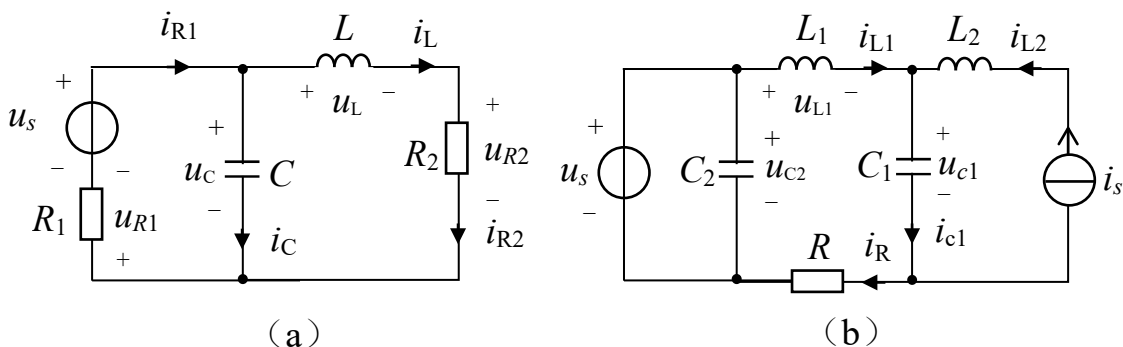 i_R1 L i_L
+ − u_L
u_s + −
R_1 − u_R1 +
+ u_C − C
i_C
R_2 + u_R2 −
i_R2
（a）
L_1 i_L1 L_2 i_L2
+ − u_L1
u_s + −
C_2 + u_C2 −
C_1 + u_c1 −
i_s
R i_R i_c1
（b）